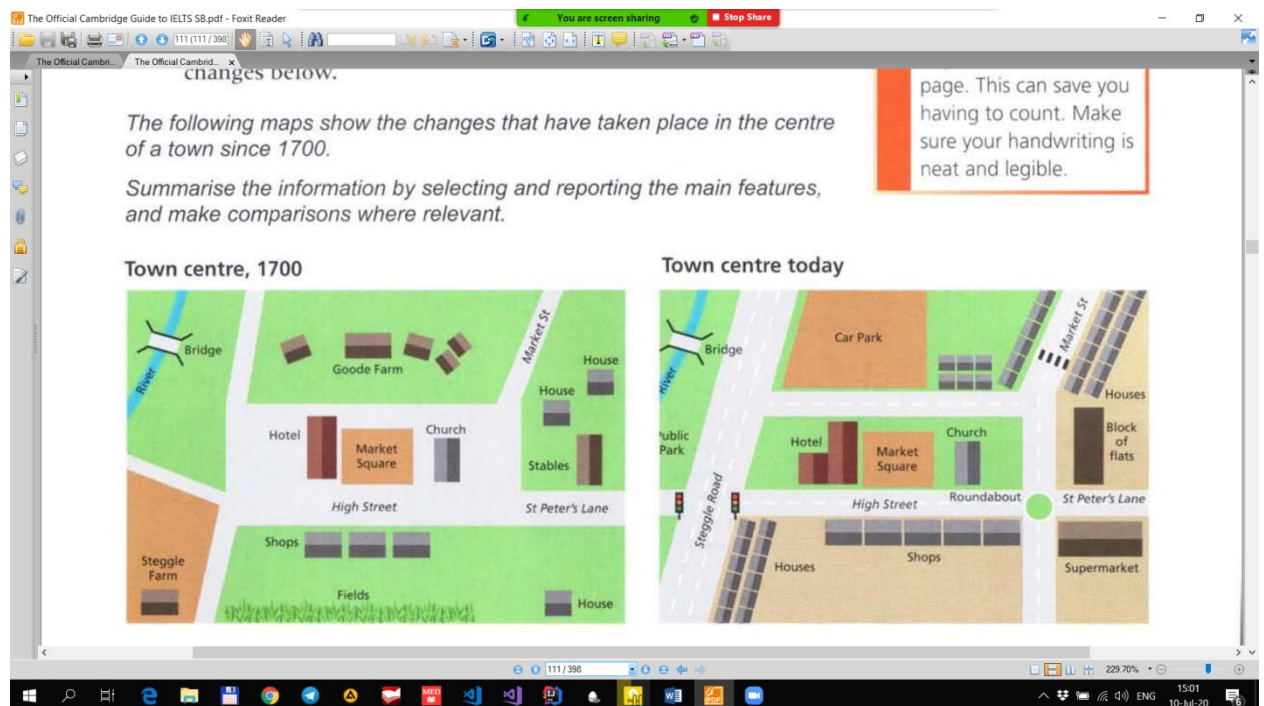 The Official Cambridge Guide to IELTS SB.pdf - Foxit Reader
You are screen sharing
Stop Share
111 (111 / 398)
The Official Cambri...
The Official Cambrid...
changes below.
The following maps show the changes that have taken place in the centre
of a town since 1700.
Summarise the information by selecting and reporting the main features,
and make comparisons where relevant.
page. This can save you
having to count. Make
sure your handwriting is
neat and legible.
Town centre, 1700
River
Bridge
Goode Farm
Market St
House
House
Hotel
Market
Square
Church
Stables
High Street
St Peter's Lane
Shops
Steggle
Farm
Fields
House
Town centre today
River
Bridge
Car Park
Market St
Houses
Public
Park
Hotel
Market
Square
Church
Block
of
flats
Steggle Road
High Street
Roundabout
St Peter's Lane
Houses
Shops
Supermarket
111 / 398
229.70%
MED
PDF
ENG
15:01
10-Jul-20
6